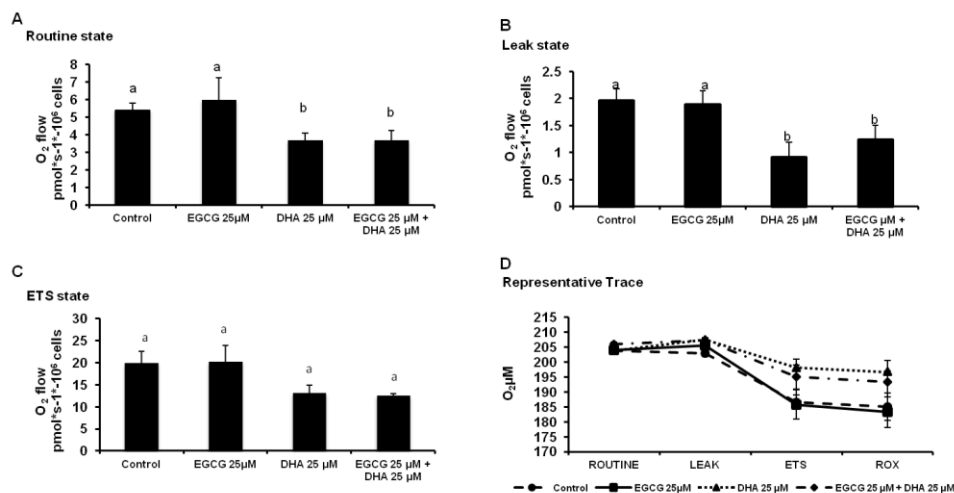 A
Routine state
O₂ flow
pmol*s-1*-10⁶ cells
7
6
5
4
3
2
1
0
a
a
b
b
Control
EGCG 25µM
DHA 25 µM
EGCG 25 µM +
DHA 25 µM
B
Leak state
O₂ flow
pmol*s-1*-10⁶ cells
2.5
2
1.5
1
0.5
0
a
a
b
b
Control
EGCG 25µM
DHA 25 µM
EGCG µM +
DHA 25 µM
C
ETS state
O₂ flow
pmol*s-1*-10⁶ cells
30
25
20
15
10
5
0
a
a
a
a
Control
EGCG 25µM
DHA 25 µM
EGCG 25 µM +
DHA 25 µM
D
Representative Trace
O₂µM
215
210
205
200
195
190
185
180
175
170
ROUTINE
LEAK
ETS
ROX
Control
EGCG 25µM
DHA 25 µM
EGCG 25 µM + DHA 25 µM